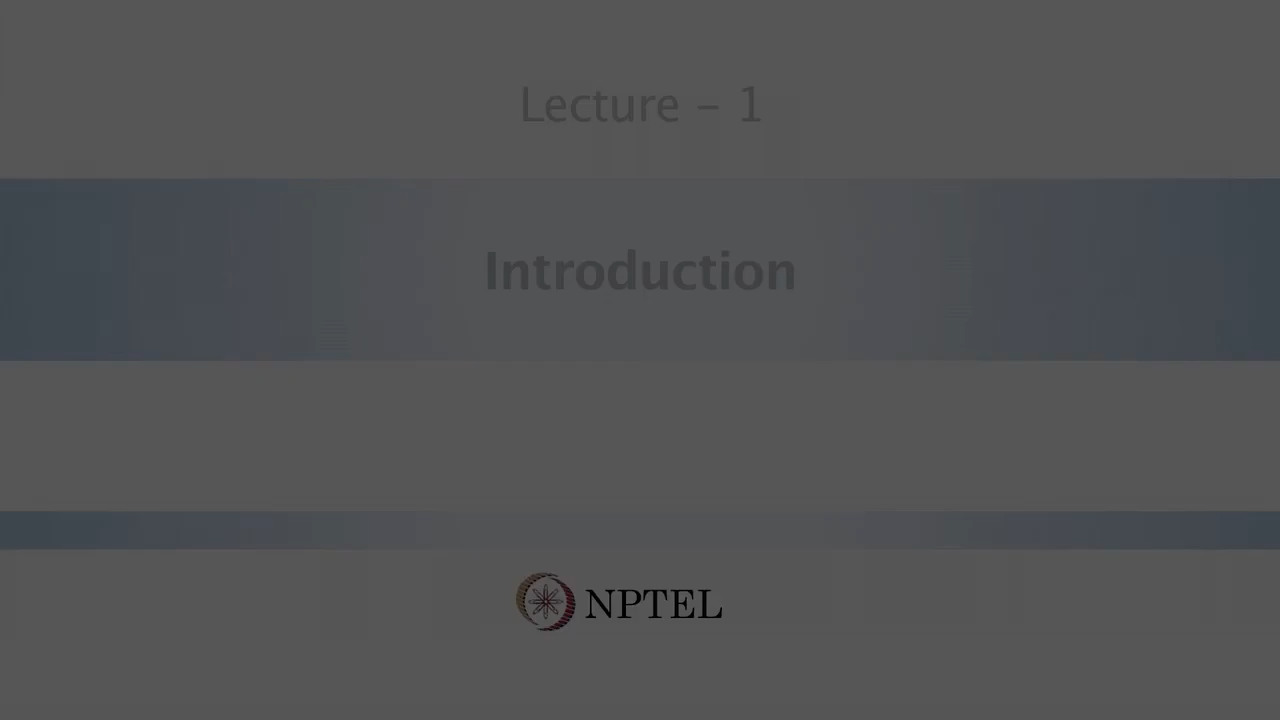 Lecture – 1
Introduction
NPTEL